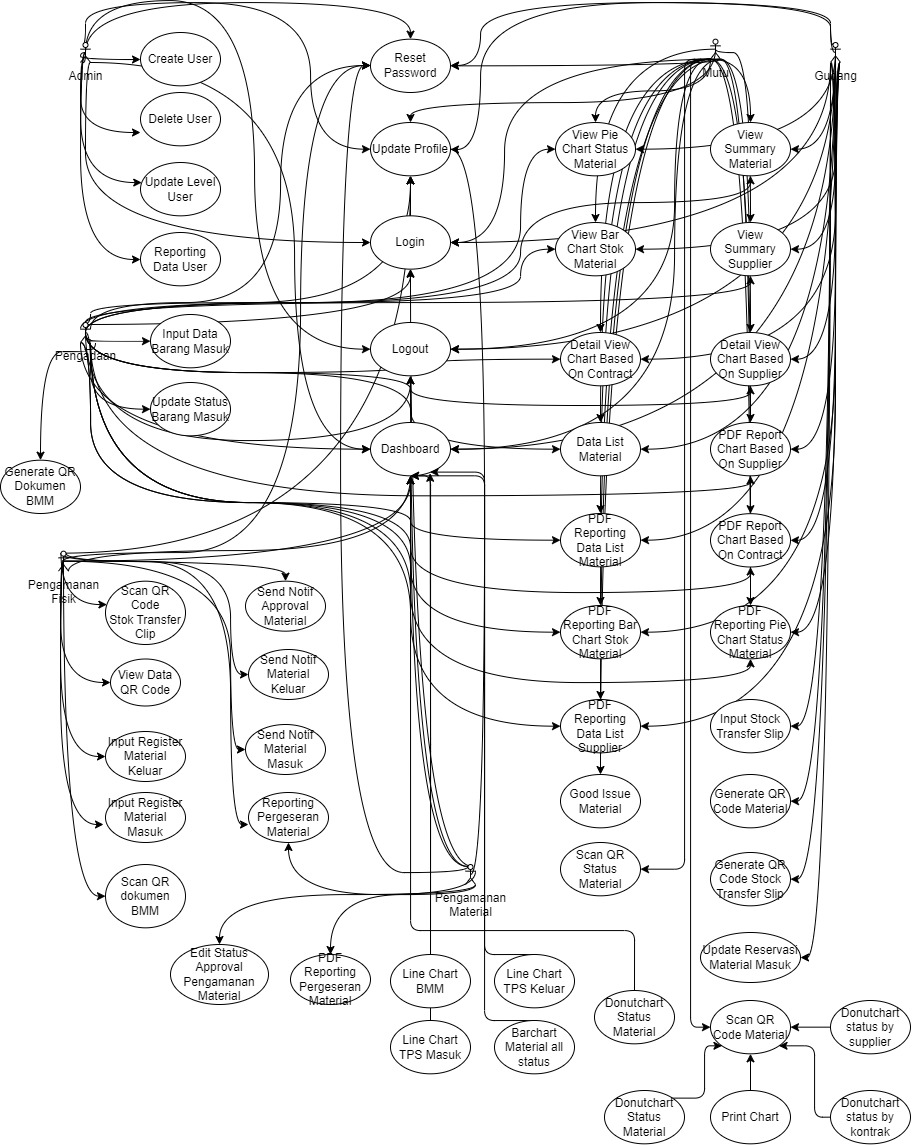 Admin
Create User
Delete User
Update Level
User
Reporting
Data User
Reset
Password
Update Profile
Login
Logout
Dashboard
Mutu
Gudang
View Pie
Chart Status
Material
View
Summary
Material
View Bar
Chart Stok
Material
View
Summary
Supplier
Pengadaan
Input Data
Barang Masuk
Update Status
Barang Masuk
Generate QR
Dokumen
BMM
Detail View
Chart Based
On Contract
Detail View
Chart Based
On Supplier
Data List
Material
PDF Report
Chart Based
On Supplier
PDF
Reporting
Data List
Material
PDF Report
Chart Based
On Contract
PDF
Reporting Bar
Chart Stok
Material
PDF
Reporting Pie
Chart Status
Material
PDF
Reporting
Data List
Supplier
Input Stock
Transfer Slip
Good Issue
Material
Generate QR
Code Material
Scan QR
Status
Material
Generate QR
Code Stock
Transfer Slip
Update Reservasi
Material Masuk
Pengamanan
Fisik
Scan QR
Code
Stok Transfer
Clip
View Data
QR Code
Input Register
Material
Keluar
Input Register
Material
Masuk
Scan QR
dokumen
BMM
Send Notif
Approval
Material
Send Notif
Material
Keluar
Send Notif
Material
Masuk
Reporting
Pergeseran
Material
Pengamanan
Material
Edit Status
Approval
Pengamanan
Material
PDF
Reporting
Pergeseran
Material
Line Chart
BMM
Line Chart
TPS Keluar
Line Chart
TPS Masuk
Barchart
Material all
status
Donutchart
Status
Material
Scan QR
Code Material
Donutchart
status by
supplier
Donutchart
Status
Material
Print Chart
Donutchart
status by
kontrak